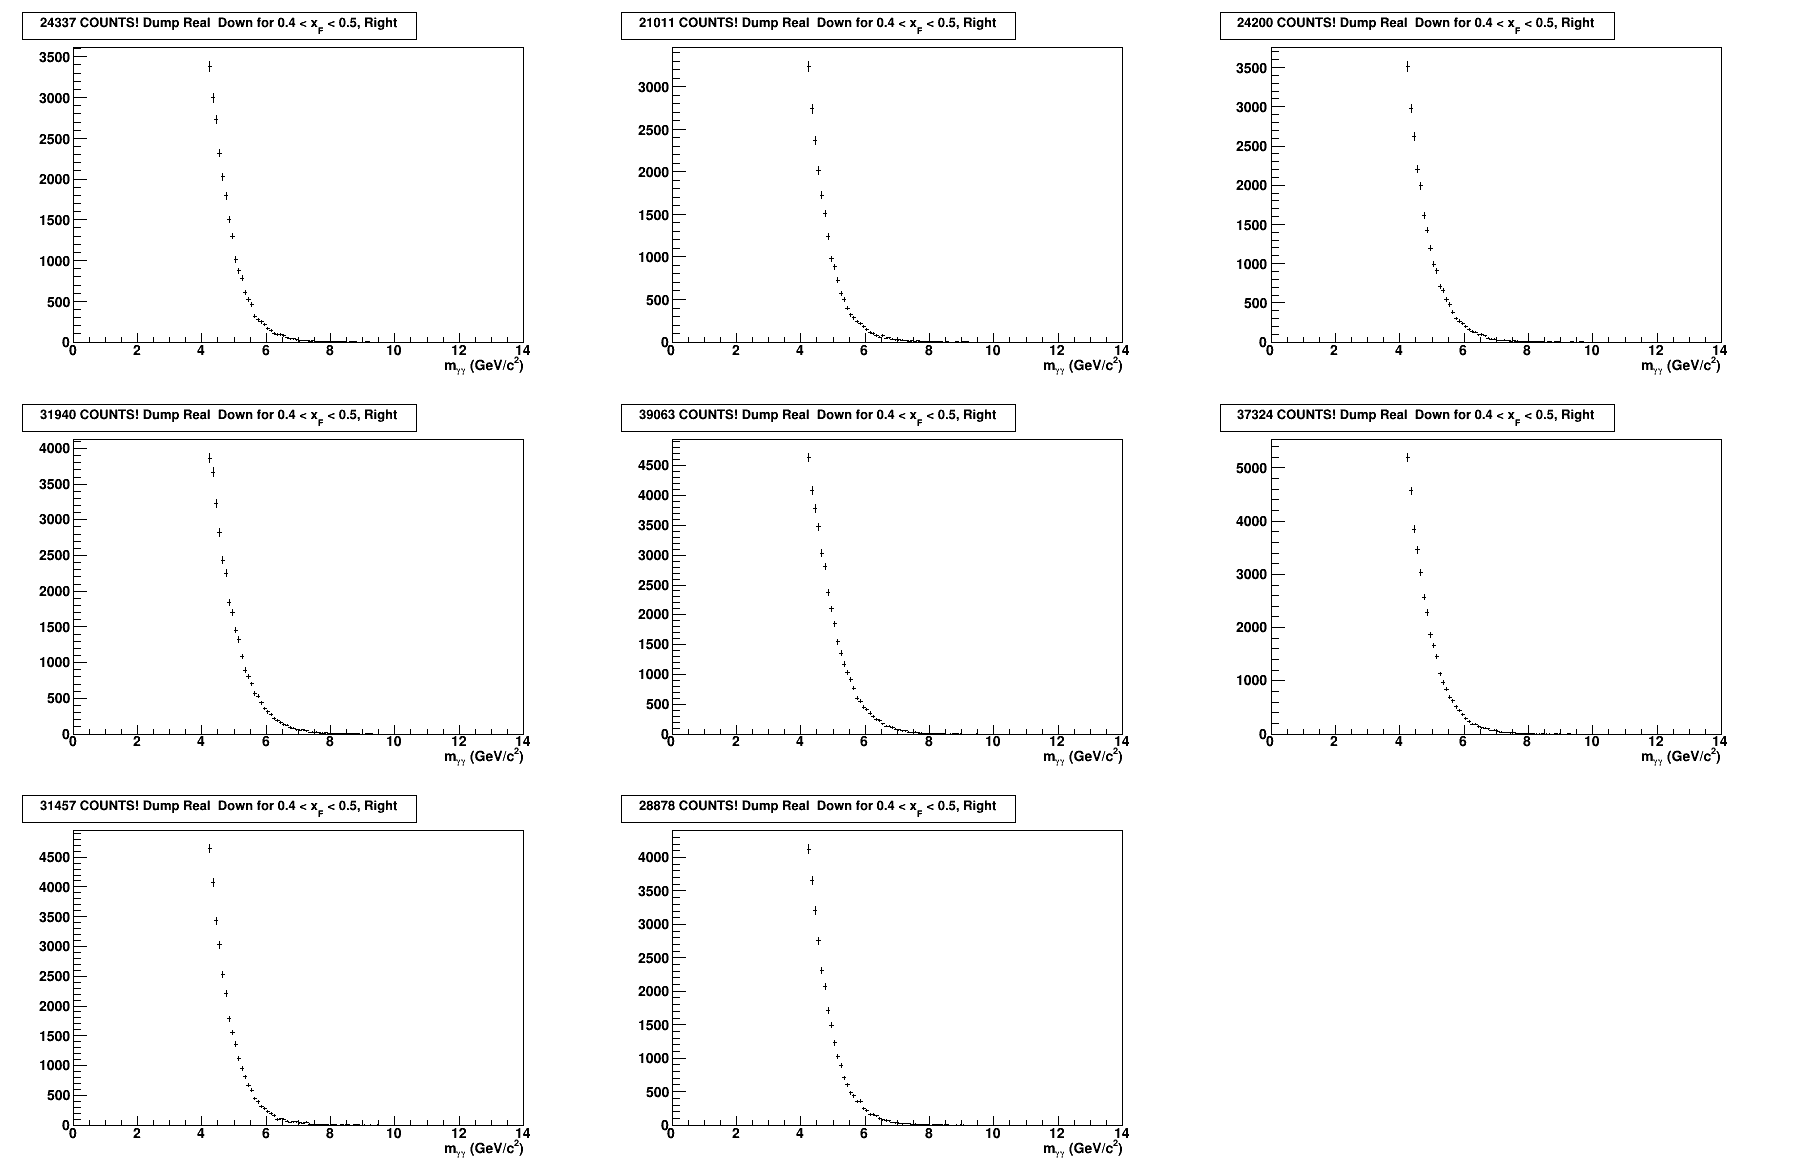 24337 COUNTS! Dump Real Down for 0.4 < x_F < 0.5, Right
3500
3000
2500
2000
1500
1000
500
0
0 2 4 6 8 10 12 14
m_γγ (GeV/c²)
21011 COUNTS! Dump Real Down for 0.4 < x_F < 0.5, Right
3000
2500
2000
1500
1000
500
0
0 2 4 6 8 10 12 14
m_γγ (GeV/c²)
24200 COUNTS! Dump Real Down for 0.4 < x_F < 0.5, Right
3500
3000
2500
2000
1500
1000
500
0
0 2 4 6 8 10 12 14
m_γγ (GeV/c²)
31940 COUNTS! Dump Real Down for 0.4 < x_F < 0.5, Right
4000
3500
3000
2500
2000
1500
1000
500
0
0 2 4 6 8 10 12 14
m_γγ (GeV/c²)
39063 COUNTS! Dump Real Down for 0.4 < x_F < 0.5, Right
4500
4000
3500
3000
2500
2000
1500
1000
500
0
0 2 4 6 8 10 12 14
m_γγ (GeV/c²)
37324 COUNTS! Dump Real Down for 0.4 < x_F < 0.5, Right
5000
4000
3000
2000
1000
0
0 2 4 6 8 10 12 14
m_γγ (GeV/c²)
31457 COUNTS! Dump Real Down for 0.4 < x_F < 0.5, Right
4500
4000
3500
3000
2500
2000
1500
1000
500
0
0 2 4 6 8 10 12 14
m_γγ (GeV/c²)
28878 COUNTS! Dump Real Down for 0.4 < x_F < 0.5, Right
4000
3500
3000
2500
2000
1500
1000
500
0
0 2 4 6 8 10 12 14
m_γγ (GeV/c²)